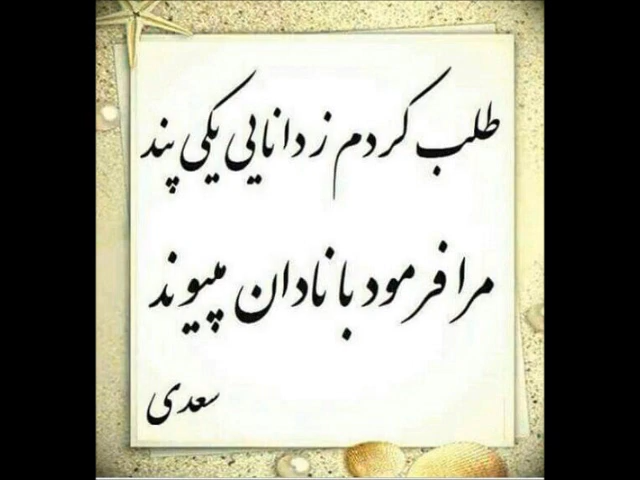 طلب کردم ز دانایی یکی پند
مرا فرمود با نادان مپیوند
سعدی